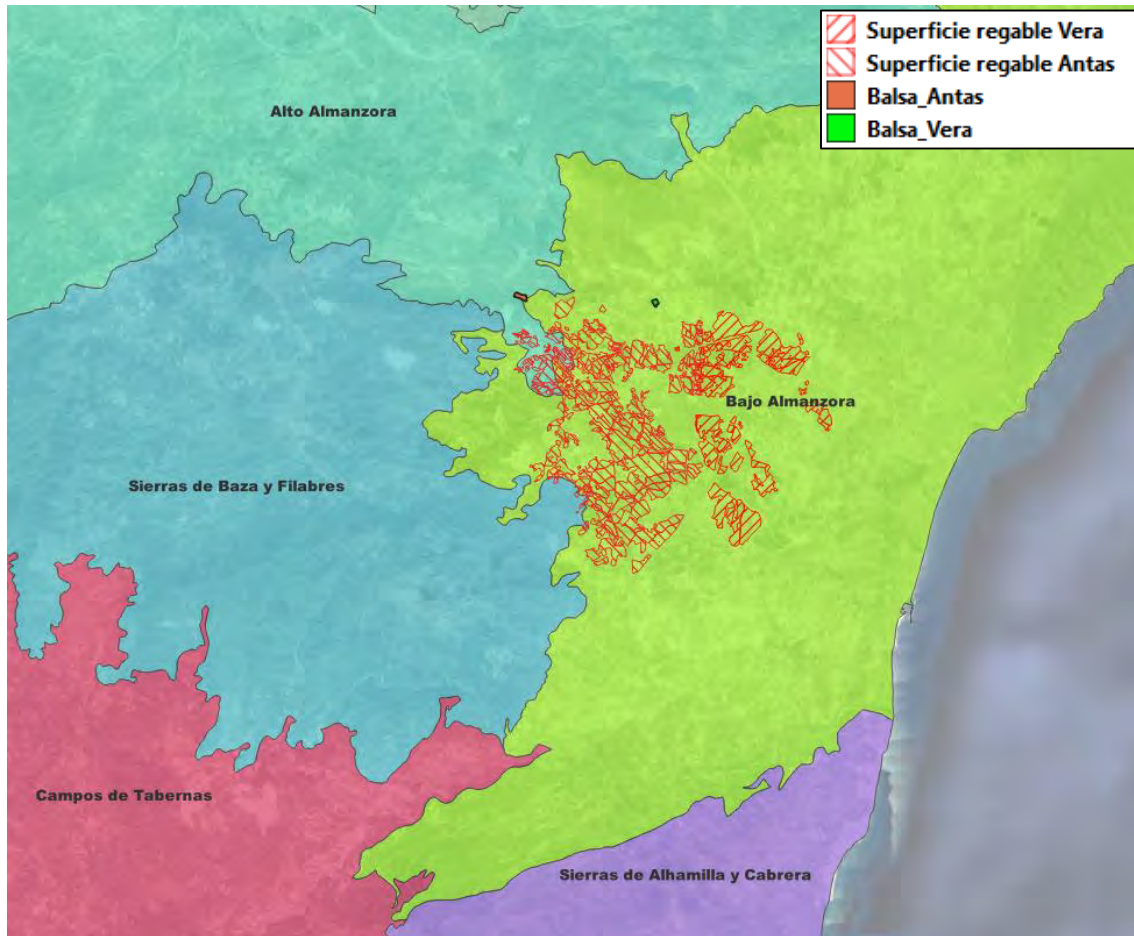 Superficie regable Vera
Superficie regable Antas
Balsa_Antas
Balsa_Vera
Alto Almanzora
Bajo Almanzora
Sierras de Baza y Filabres
Campos de Tabernas
Sierras de Alhamilla y Cabrera